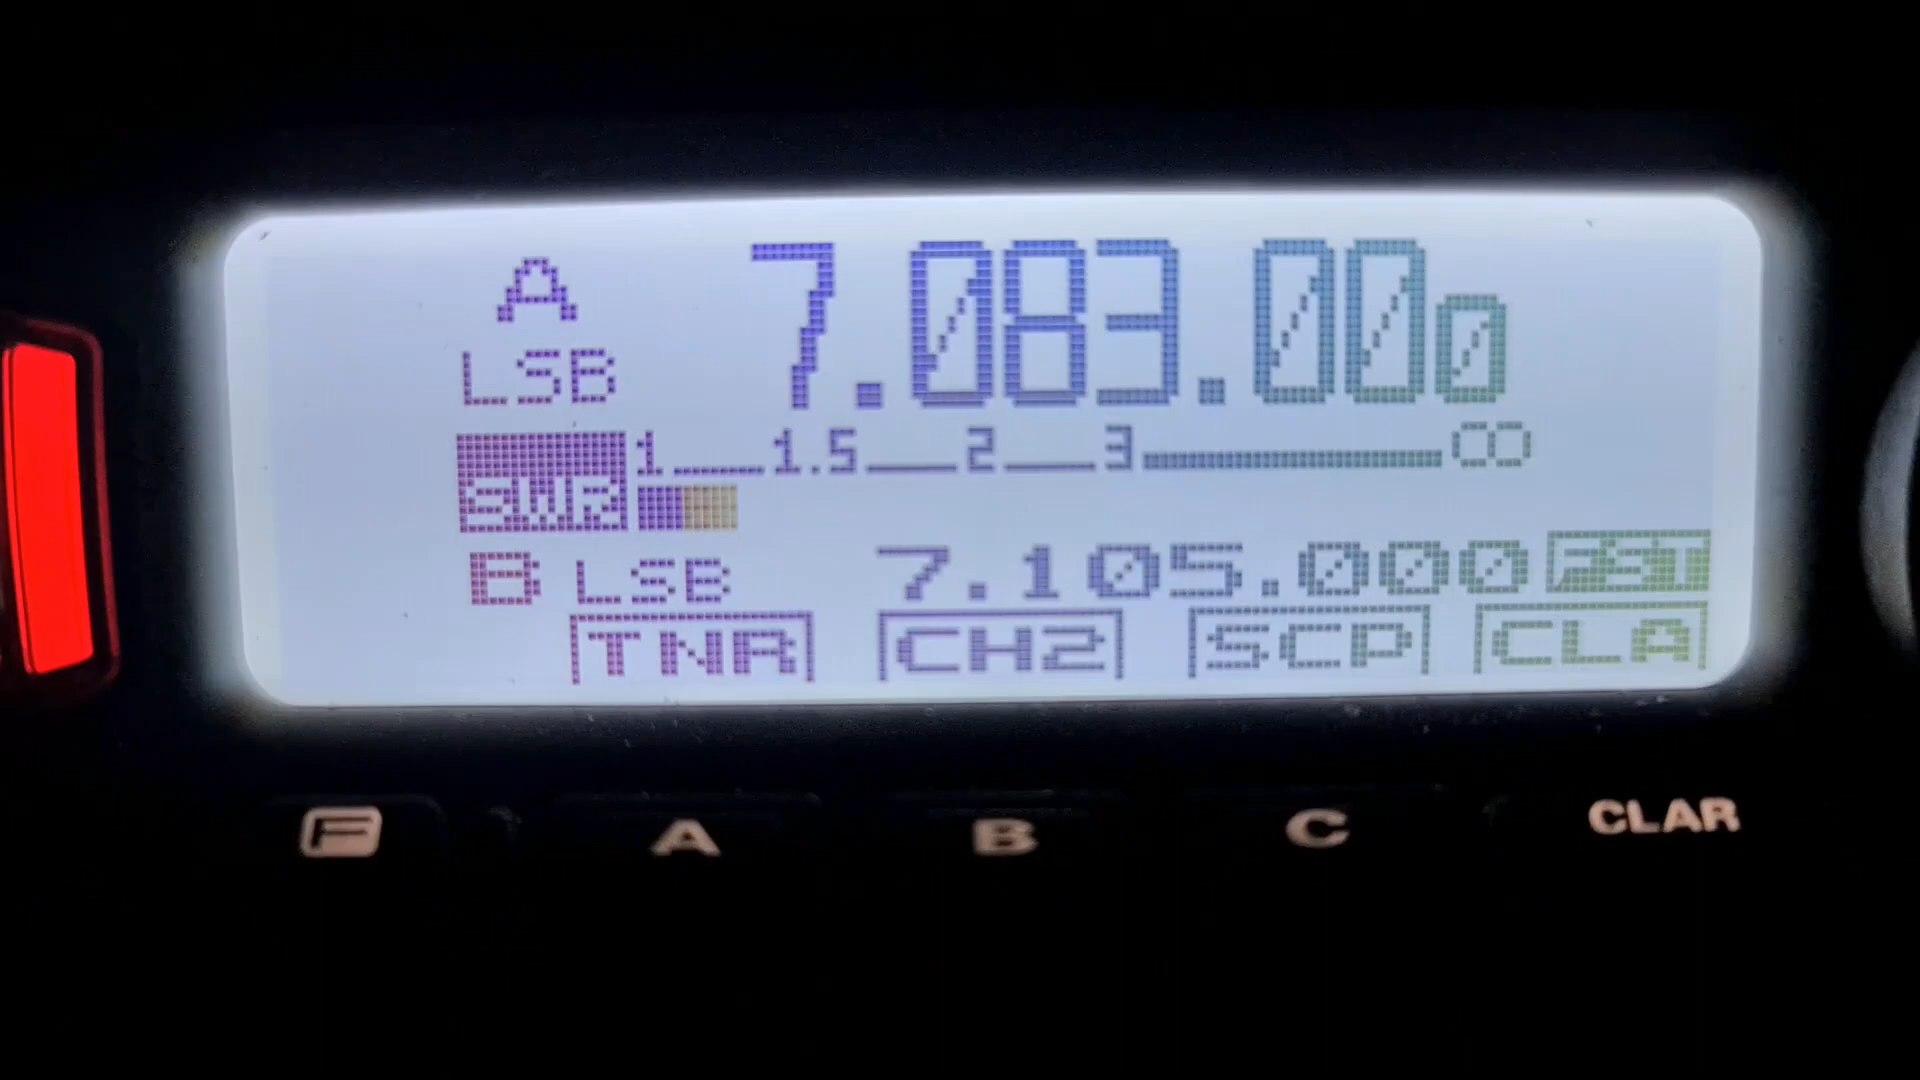 A 7.083.000
LSB
1 1.5 2 3 ∞
SWR
B LSB 7.105.000 FST
TNR CH2 SCP CLA
F A B C CLAR